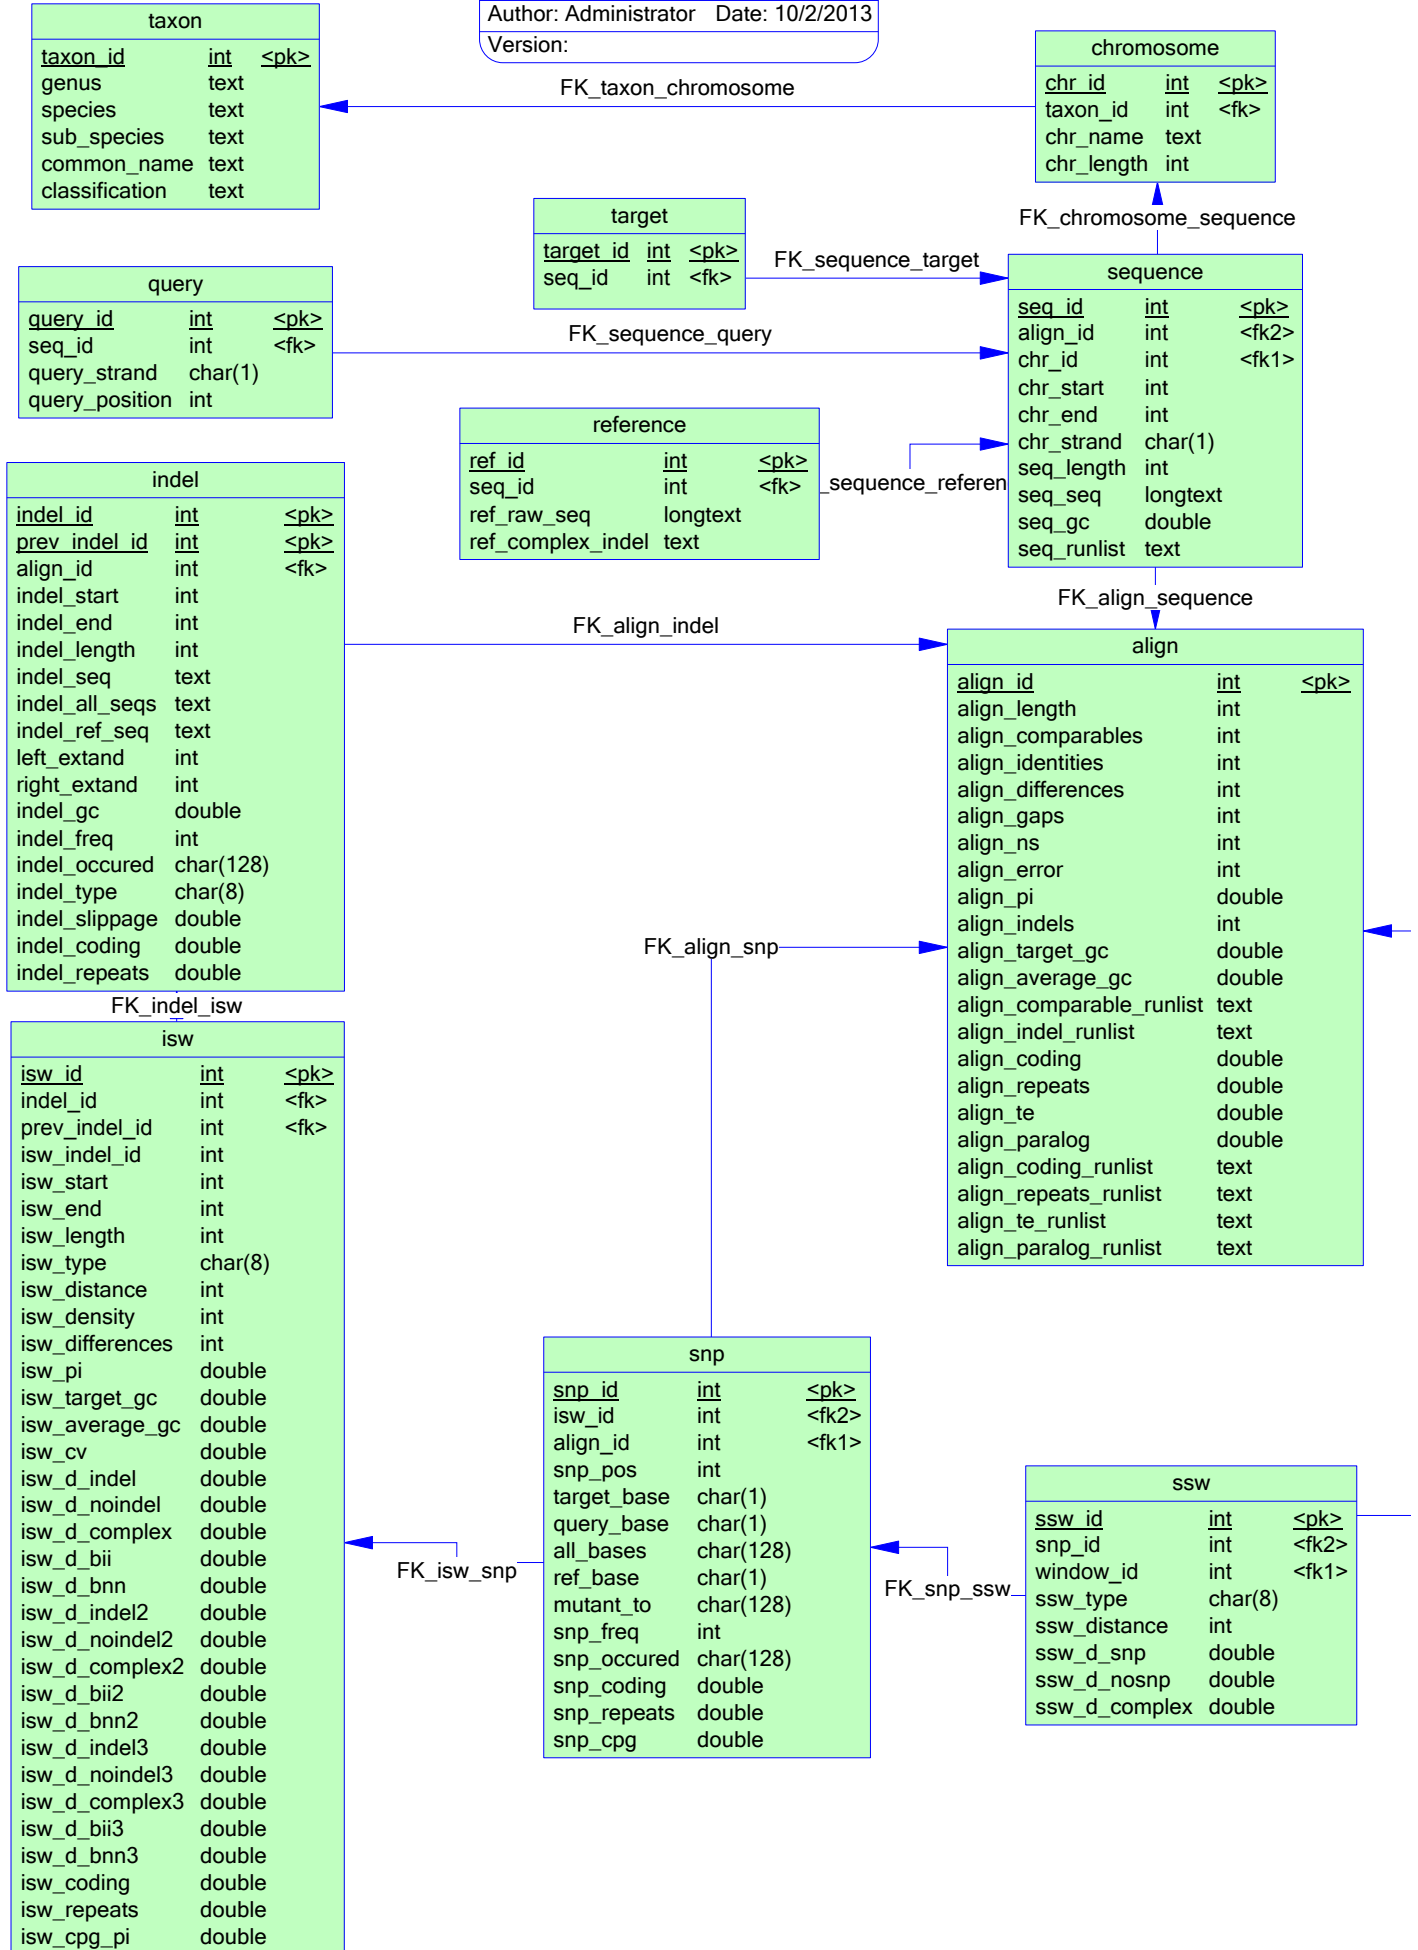 Author: Administrator Date: 10/2/2013
Version:
taxon
taxon_id int <pk>
genus text
species text
sub_species text
common_name text
classification text
FK_taxon_chromosome
chromosome
chr_id int <pk>
taxon_id int <fk>
chr_name text
chr_length int
FK_chromosome_sequence
target
target_id int <pk>
seq_id int <fk>
FK_sequence_target
query
query_id int <pk>
seq_id int <fk>
query_strand char(1)
query_position int
FK_sequence_query
sequence
seq_id int <pk>
align_id int <fk2>
chr_id int <fk1>
chr_start int
chr_end int
chr_strand char(1)
seq_length int
seq_seq longtext
seq_gc double
seq_runlist text
reference
ref_id int <pk>
seq_id int <fk>
ref_raw_seq longtext
ref_complex_indel text
_sequence_referen
FK_align_sequence
indel
indel_id int <pk>
prev_indel_id int <pk>
align_id int <fk>
indel_start int
indel_end int
indel_length int
indel_seq text
indel_all_seqs text
indel_ref_seq text
left_extand int
right_extand int
indel_gc double
indel_freq int
indel_occured char(128)
indel_type char(8)
indel_slippage double
indel_coding double
indel_repeats double
FK_align_indel
align
align_id int <pk>
align_length int
align_comparables int
align_identities int
align_differences int
align_gaps int
align_ns int
align_error int
align_pi double
align_indels int
align_target_gc double
align_average_gc double
align_comparable_runlist text
align_indel_runlist text
align_coding double
align_repeats double
align_te double
align_paralog double
align_coding_runlist text
align_repeats_runlist text
align_te_runlist text
align_paralog_runlist text
FK_align_snp
FK_indel_isw
isw
isw_id int <pk>
indel_id int <fk>
prev_indel_id int <fk>
isw_indel_id int
isw_start int
isw_end int
isw_length int
isw_type char(8)
isw_distance int
isw_density int
isw_differences int
isw_pi double
isw_target_gc double
isw_average_gc double
isw_cv double
isw_d_indel double
isw_d_noindel double
isw_d_complex double
isw_d_bii double
isw_d_bnn double
isw_d_indel2 double
isw_d_noindel2 double
isw_d_complex2 double
isw_d_bii2 double
isw_d_bnn2 double
isw_d_indel3 double
isw_d_noindel3 double
isw_d_complex3 double
isw_d_bii3 double
isw_d_bnn3 double
isw_coding double
isw_repeats double
isw_cpg_pi double
FK_isw_snp
snp
snp_id int <pk>
isw_id int <fk2>
align_id int <fk1>
snp_pos int
target_base char(1)
query_base char(1)
all_bases char(128)
ref_base char(1)
mutant_to char(128)
snp_freq int
snp_occured char(128)
snp_coding double
snp_repeats double
snp_cpg double
FK_snp_ssw
ssw
ssw_id int <pk>
snp_id int <fk2>
window_id int <fk1>
ssw_type char(8)
ssw_distance int
ssw_d_snp double
ssw_d_nosnp double
ssw_d_complex double